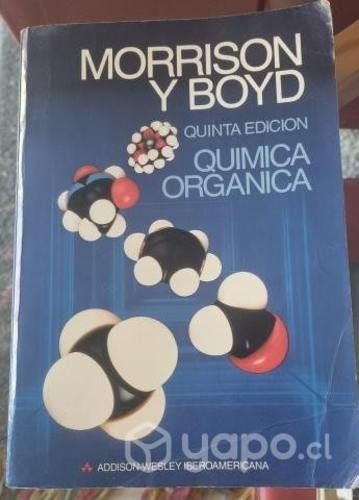 MORRISON
Y BOYD
QUINTA EDICION
QUIMICA
ORGANICA
yapo.cl
ADDISON-WESLEY IBEROAMERICANA